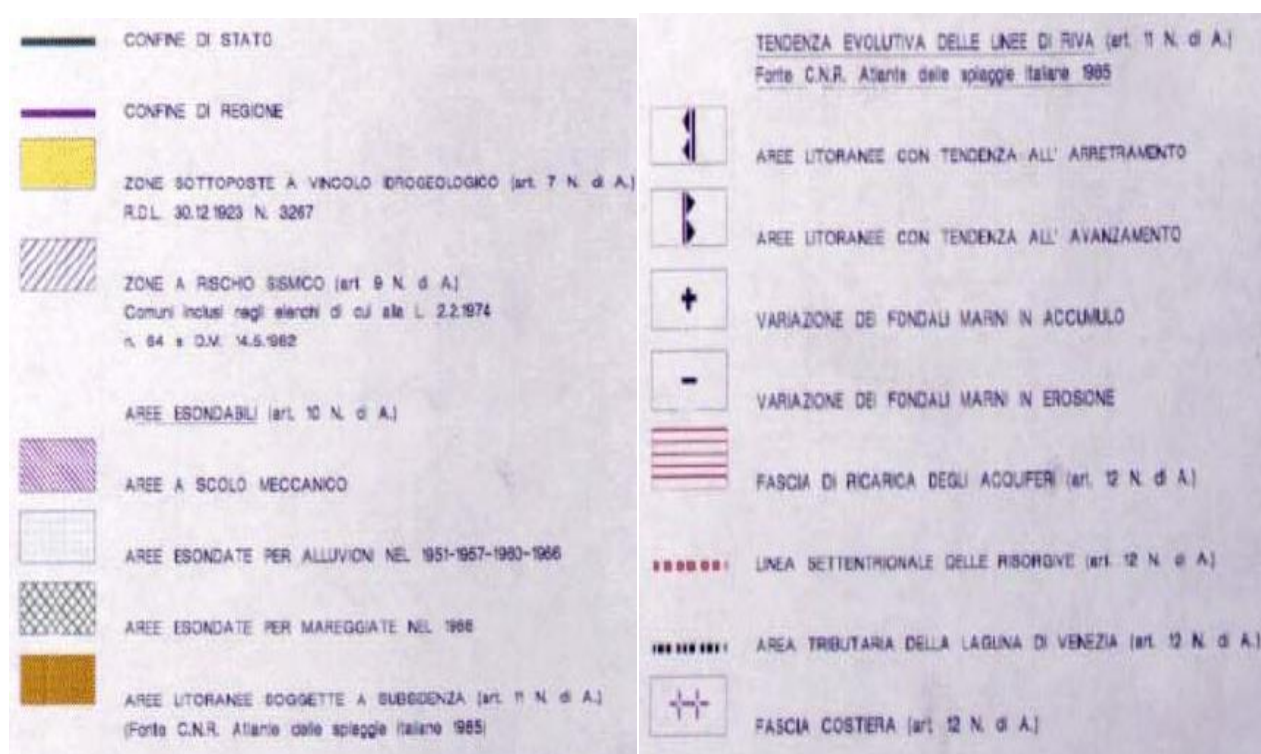 CONFINE DI STATO
CONFINE DI REGIONE
ZONE SOTTOPOSTE A VINCOLO IDROGEOLOGICO (art. 7 N. di A.)
R.D.L. 30.12.1923 N. 3267
ZONE A RISCHIO SISMICO (art. 9 N. di A.)
Comuni inclusi negli elenchi di cui alla L. 2.2.1974
n. 64 e D.M. 14.5.1982
AREE ESONDABILI (art. 10 N. di A.)
AREE A SCOLO MECCANICO
AREE ESONDATE PER ALLUVIONI NEL 1951-1957-1960-1966
AREE ESONDATE PER MAREGGIATE NEL 1966
AREE LITORANEE SOGGETTE A SUBSIDENZA (art. 11 N. di A.)
(Fonte C.N.R. Atlante delle spiagge italiane 1985)
TENDENZA EVOLUTIVA DELLE LINEE DI RIVA (art. 11 N. di A.)
Fonte C.N.R. Atlante delle spiagge italiane 1985
AREE LITORANEE CON TENDENZA ALL' ARRETRAMENTO
AREE LITORANEE CON TENDENZA ALL' AVANZAMENTO
VARIAZIONE DEI FONDALI MARINI IN ACCUMULO
VARIAZIONE DEI FONDALI MARINI IN EROSIONE
FASCIA DI RICARICA DEGLI ACQUIFERI (art. 12 N. di A.)
LINEA SETTENTRIONALE DELLE RISORGIVE (art. 12 N. di A.)
AREA TRIBUTARIA DELLA LAGUNA DI VENEZIA (art. 12 N. di A.)
FASCIA COSTIERA (art. 12 N. di A.)